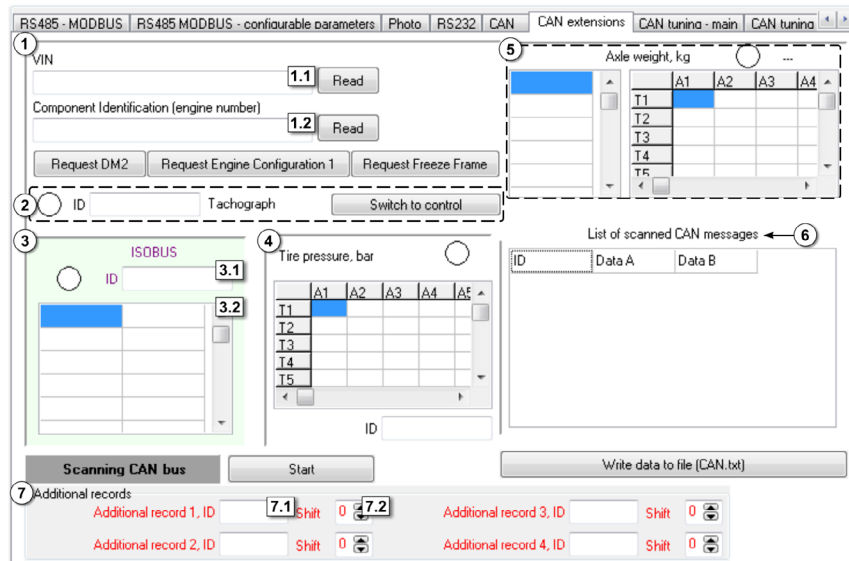 RS485 - MODBUS RS485 MODBUS - configurable parameters Photo RS232 CAN CAN extensions CAN tuning - main CAN tuning
1
VIN
1.1 Read
Component Identification (engine number)
1.2 Read
Request DM2 Request Engine Configuration 1 Request Freeze Frame
2 ID Tachograph Switch to control
5 Axle weight, kg ---
A1 A2 A3 A4
T1
T2
T3
T4
T5
3 ISOBUS
ID 3.1
3.2
4 Tire pressure, bar
A1 A2 A3 A4 A5
T1
T2
T3
T4
T5
ID
List of scanned CAN messages 6
ID Data A Data B
Scanning CAN bus Start Write data to file (CAN.txt)
7 Additional records
Additional record 1, ID 7.1 Shift 0 7.2 Additional record 3, ID Shift 0
Additional record 2, ID Shift 0 Additional record 4, ID Shift 0